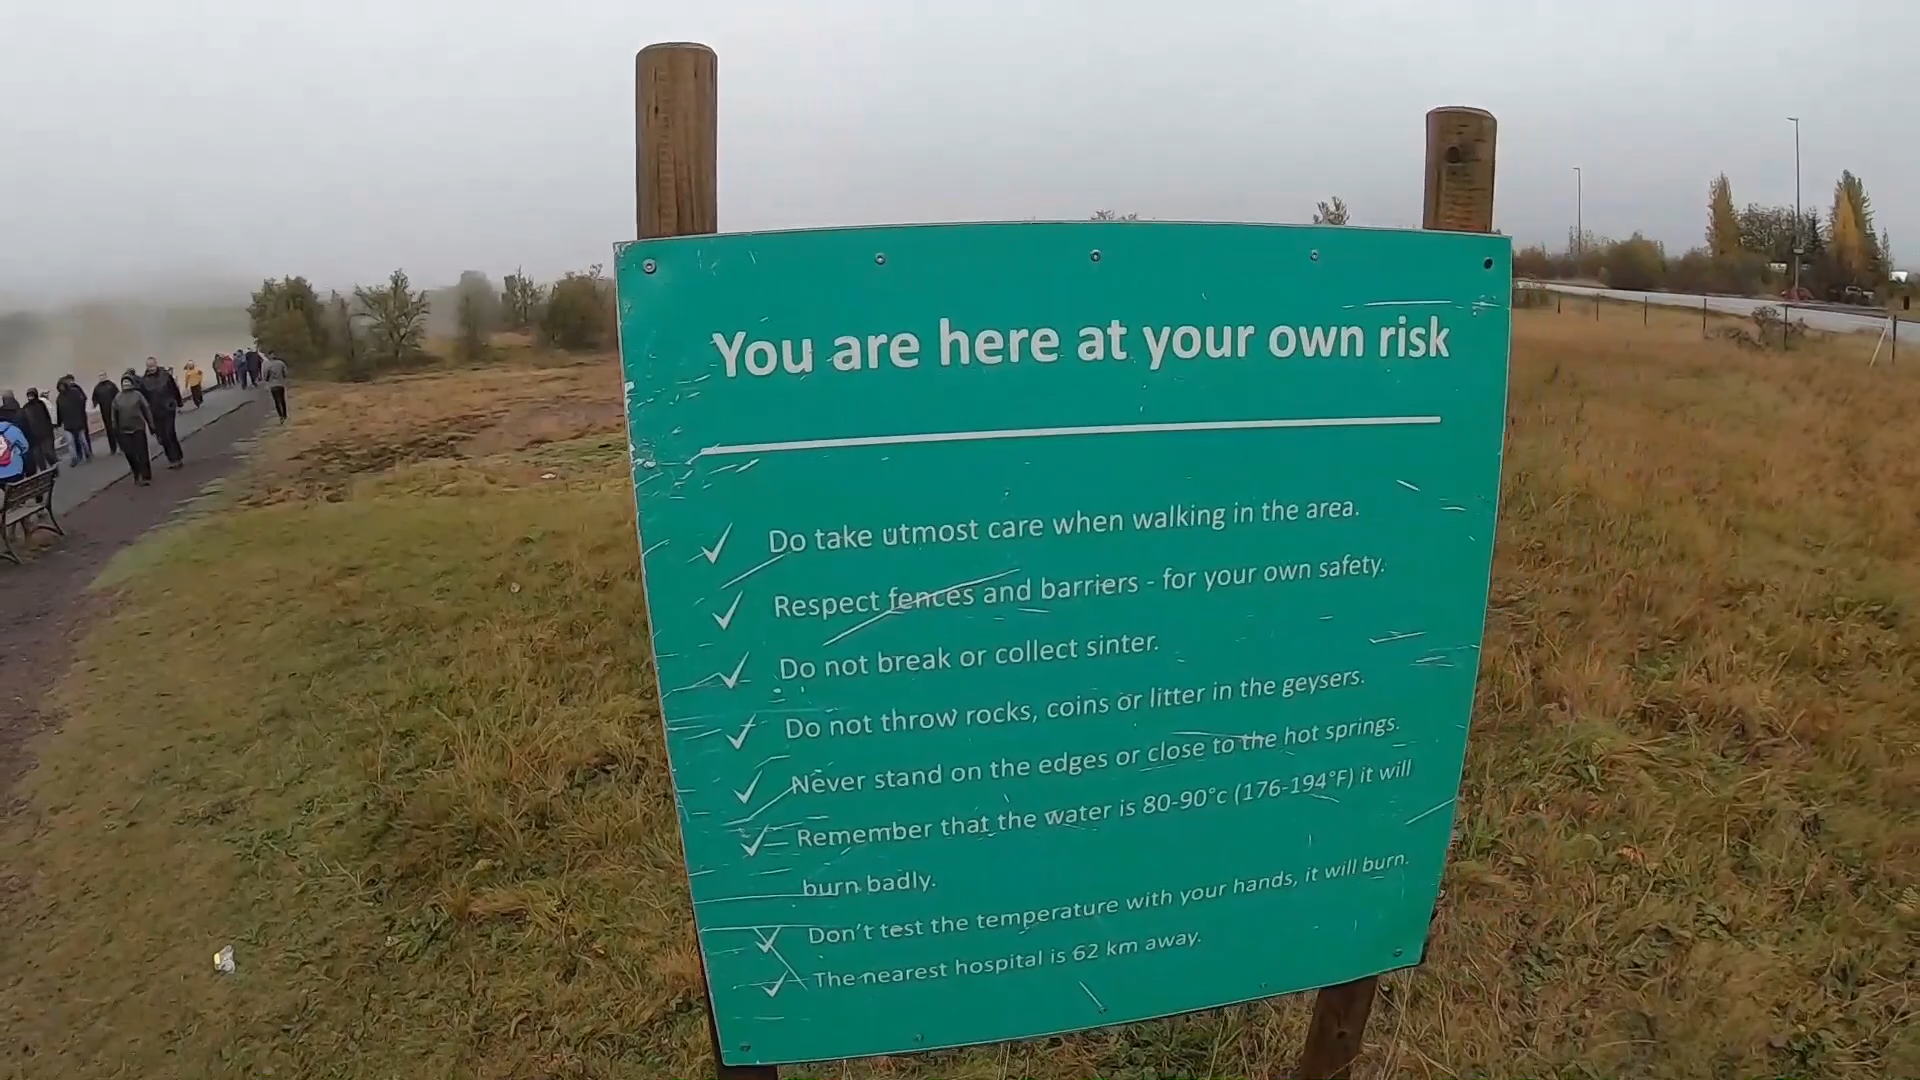 You are here at your own risk
✓ Do take utmost care when walking in the area.
✓ Respect fences and barriers - for your own safety.
✓ Do not break or collect sinter.
✓ Do not throw rocks, coins or litter in the geysers.
✓ Never stand on the edges or close to the hot springs.
✓ Remember that the water is 80-90°c (176-194°F) it will
burn badly.
✓ Don't test the temperature with your hands, it will burn.
✓ The nearest hospital is 62 km away.